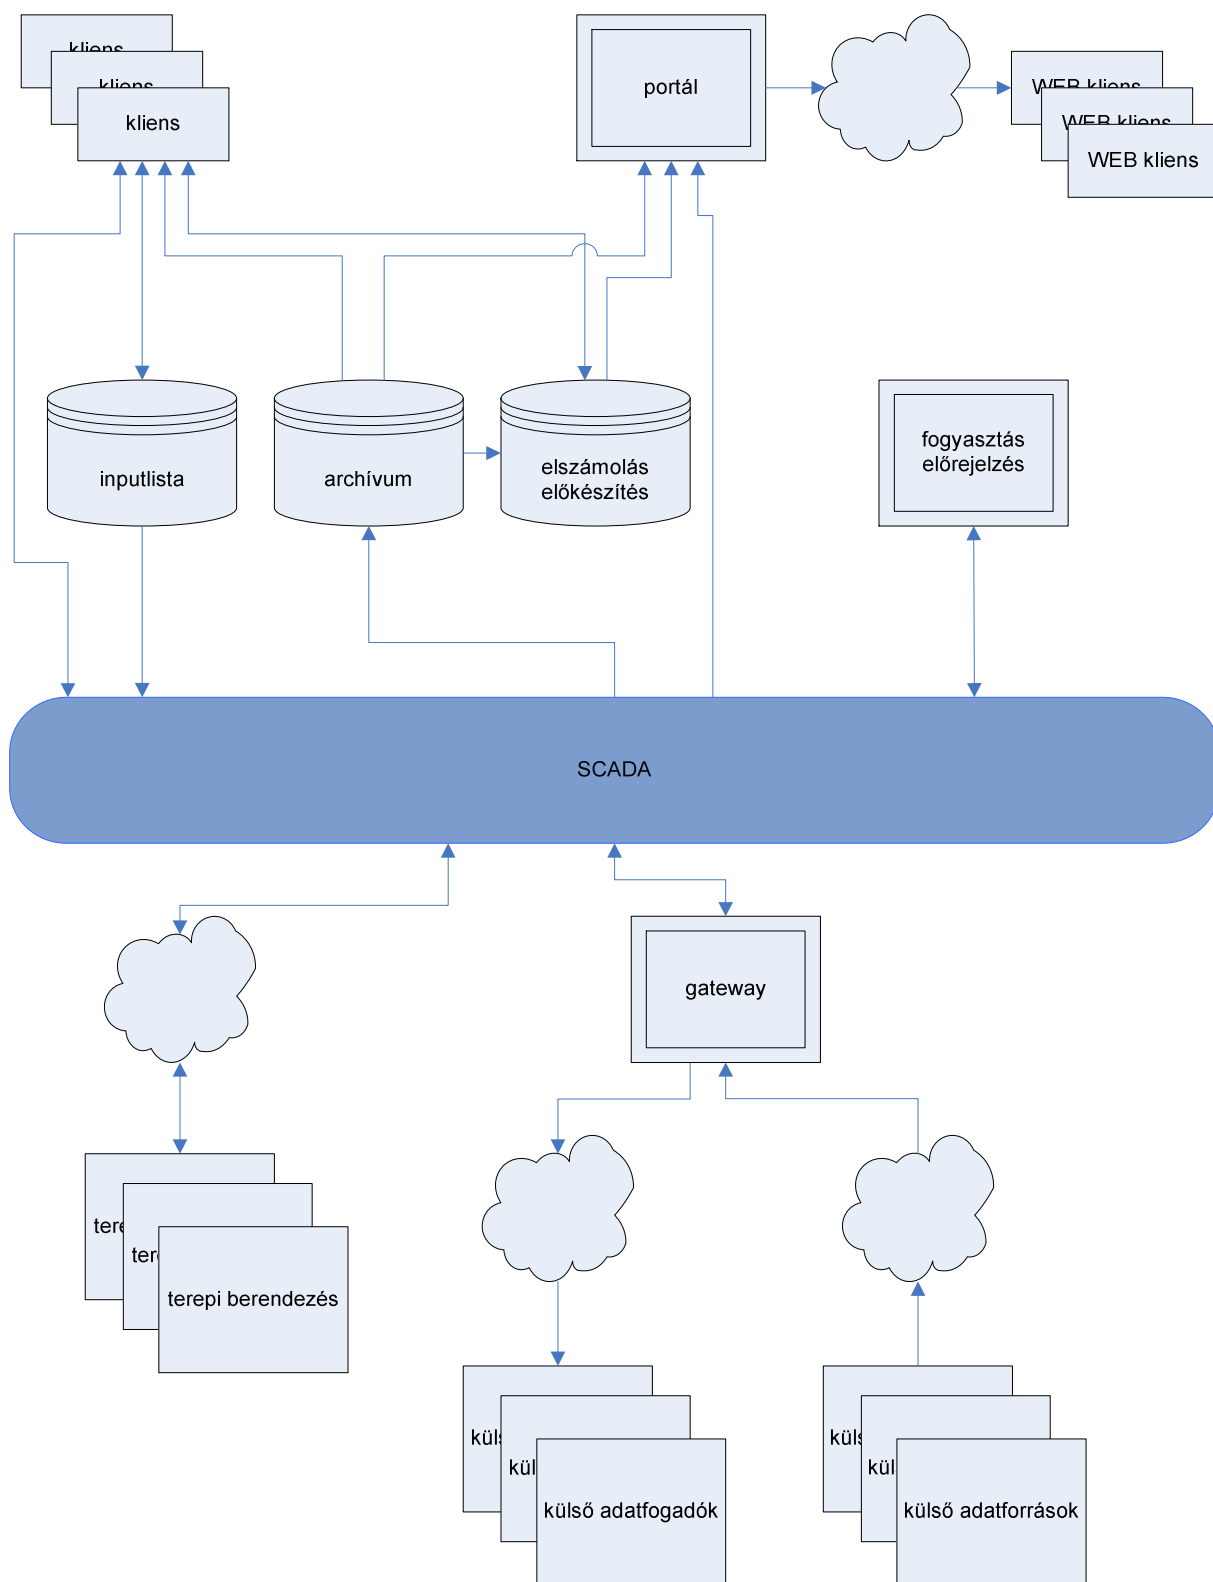 kliens
kliens
kliens
portál
WEB kliens
WEB kliens
WEB kliens
inputlista
archívum
elszámolás
előkészítés
fogyasztás
előrejelzés
SCADA
gateway
terepi berendezés
külső adatfogadók
külső adatforrások